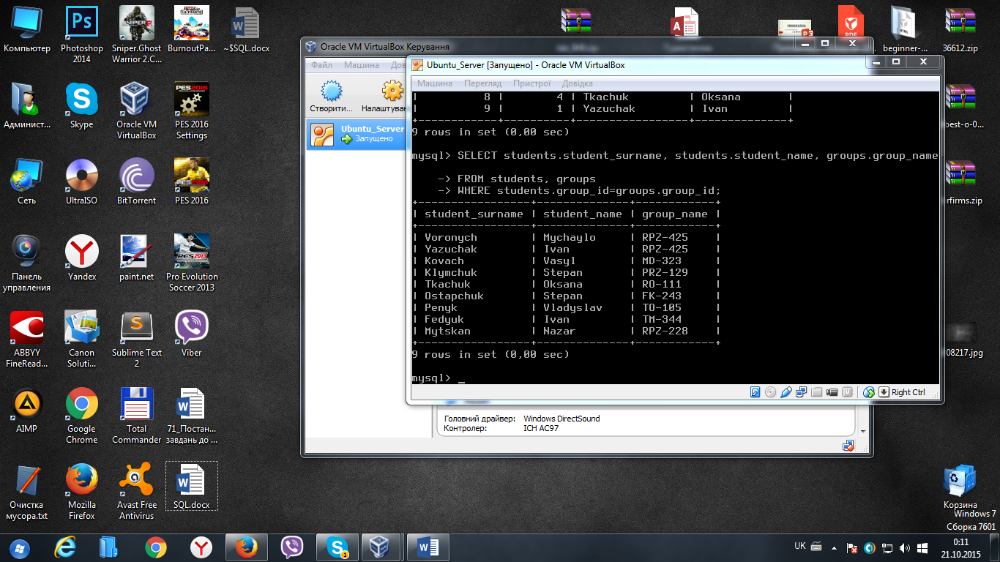 Компьютер
Photoshop 2014
Sniper.Ghost Warrior 2.C...
BurnoutPa...
~$SQL.docx
beginner-...
36612.zip
Админист...
Skype
Oracle VM VirtualBox
PES 2016 Settings
best-o-0...
Сеть
UltraISO
BitTorrent
PES 2016
rfirms.zip
Панель управления
Yandex
paint.net
Pro Evolution Soccer 2013
ABBYY FineRead...
Canon Soluti...
Sublime Text 2
Viber
08217.jpg
AIMP
Google Chrome
Total Commander
71_Постан... завдань до ...
Очистка мусора.txt
Mozilla Firefox
Avast Free Antivirus
SQL.docx
Корзина
Oracle VM VirtualBox Керування
Файл Машина
Створити...
Ubuntu_Server
Запущено
Головний драйвер: Windows DirectSound
Контролер: ICH AC97
Ubuntu_Server [Запущено] - Oracle VM VirtualBox
Машина Перегляд Пристрої Довідка
| 8 | 4 | Tkachuk | Oksana |
| 9 | 1 | Yazuchak | Ivan |
+------------+----------+-----------------+--------------+
9 rows in set (0,00 sec)
mysql> SELECT students.student_surname, students.student_name, groups.group_name
-> FROM students, groups
-> WHERE students.group_id=groups.group_id;
+-----------------+--------------+------------+
| student_surname | student_name | group_name |
+-----------------+--------------+------------+
| Voronych | Mychaylo | RPZ-425 |
| Yazuchak | Ivan | RPZ-425 |
| Kovach | Vasyl | MD-323 |
| Klymchuk | Stepan | PRZ-129 |
| Tkachuk | Oksana | RO-111 |
| Ostapchuk | Stepan | FK-243 |
| Penyk | Vladyslav | TO-105 |
| Fedyuk | Ivan | TM-344 |
| Mytskan | Nazar | RPZ-228 |
+-----------------+--------------+------------+
9 rows in set (0,00 sec)
mysql> _
Right Ctrl
Windows 7
Сборка 7601
UK
0:11
21.10.2015